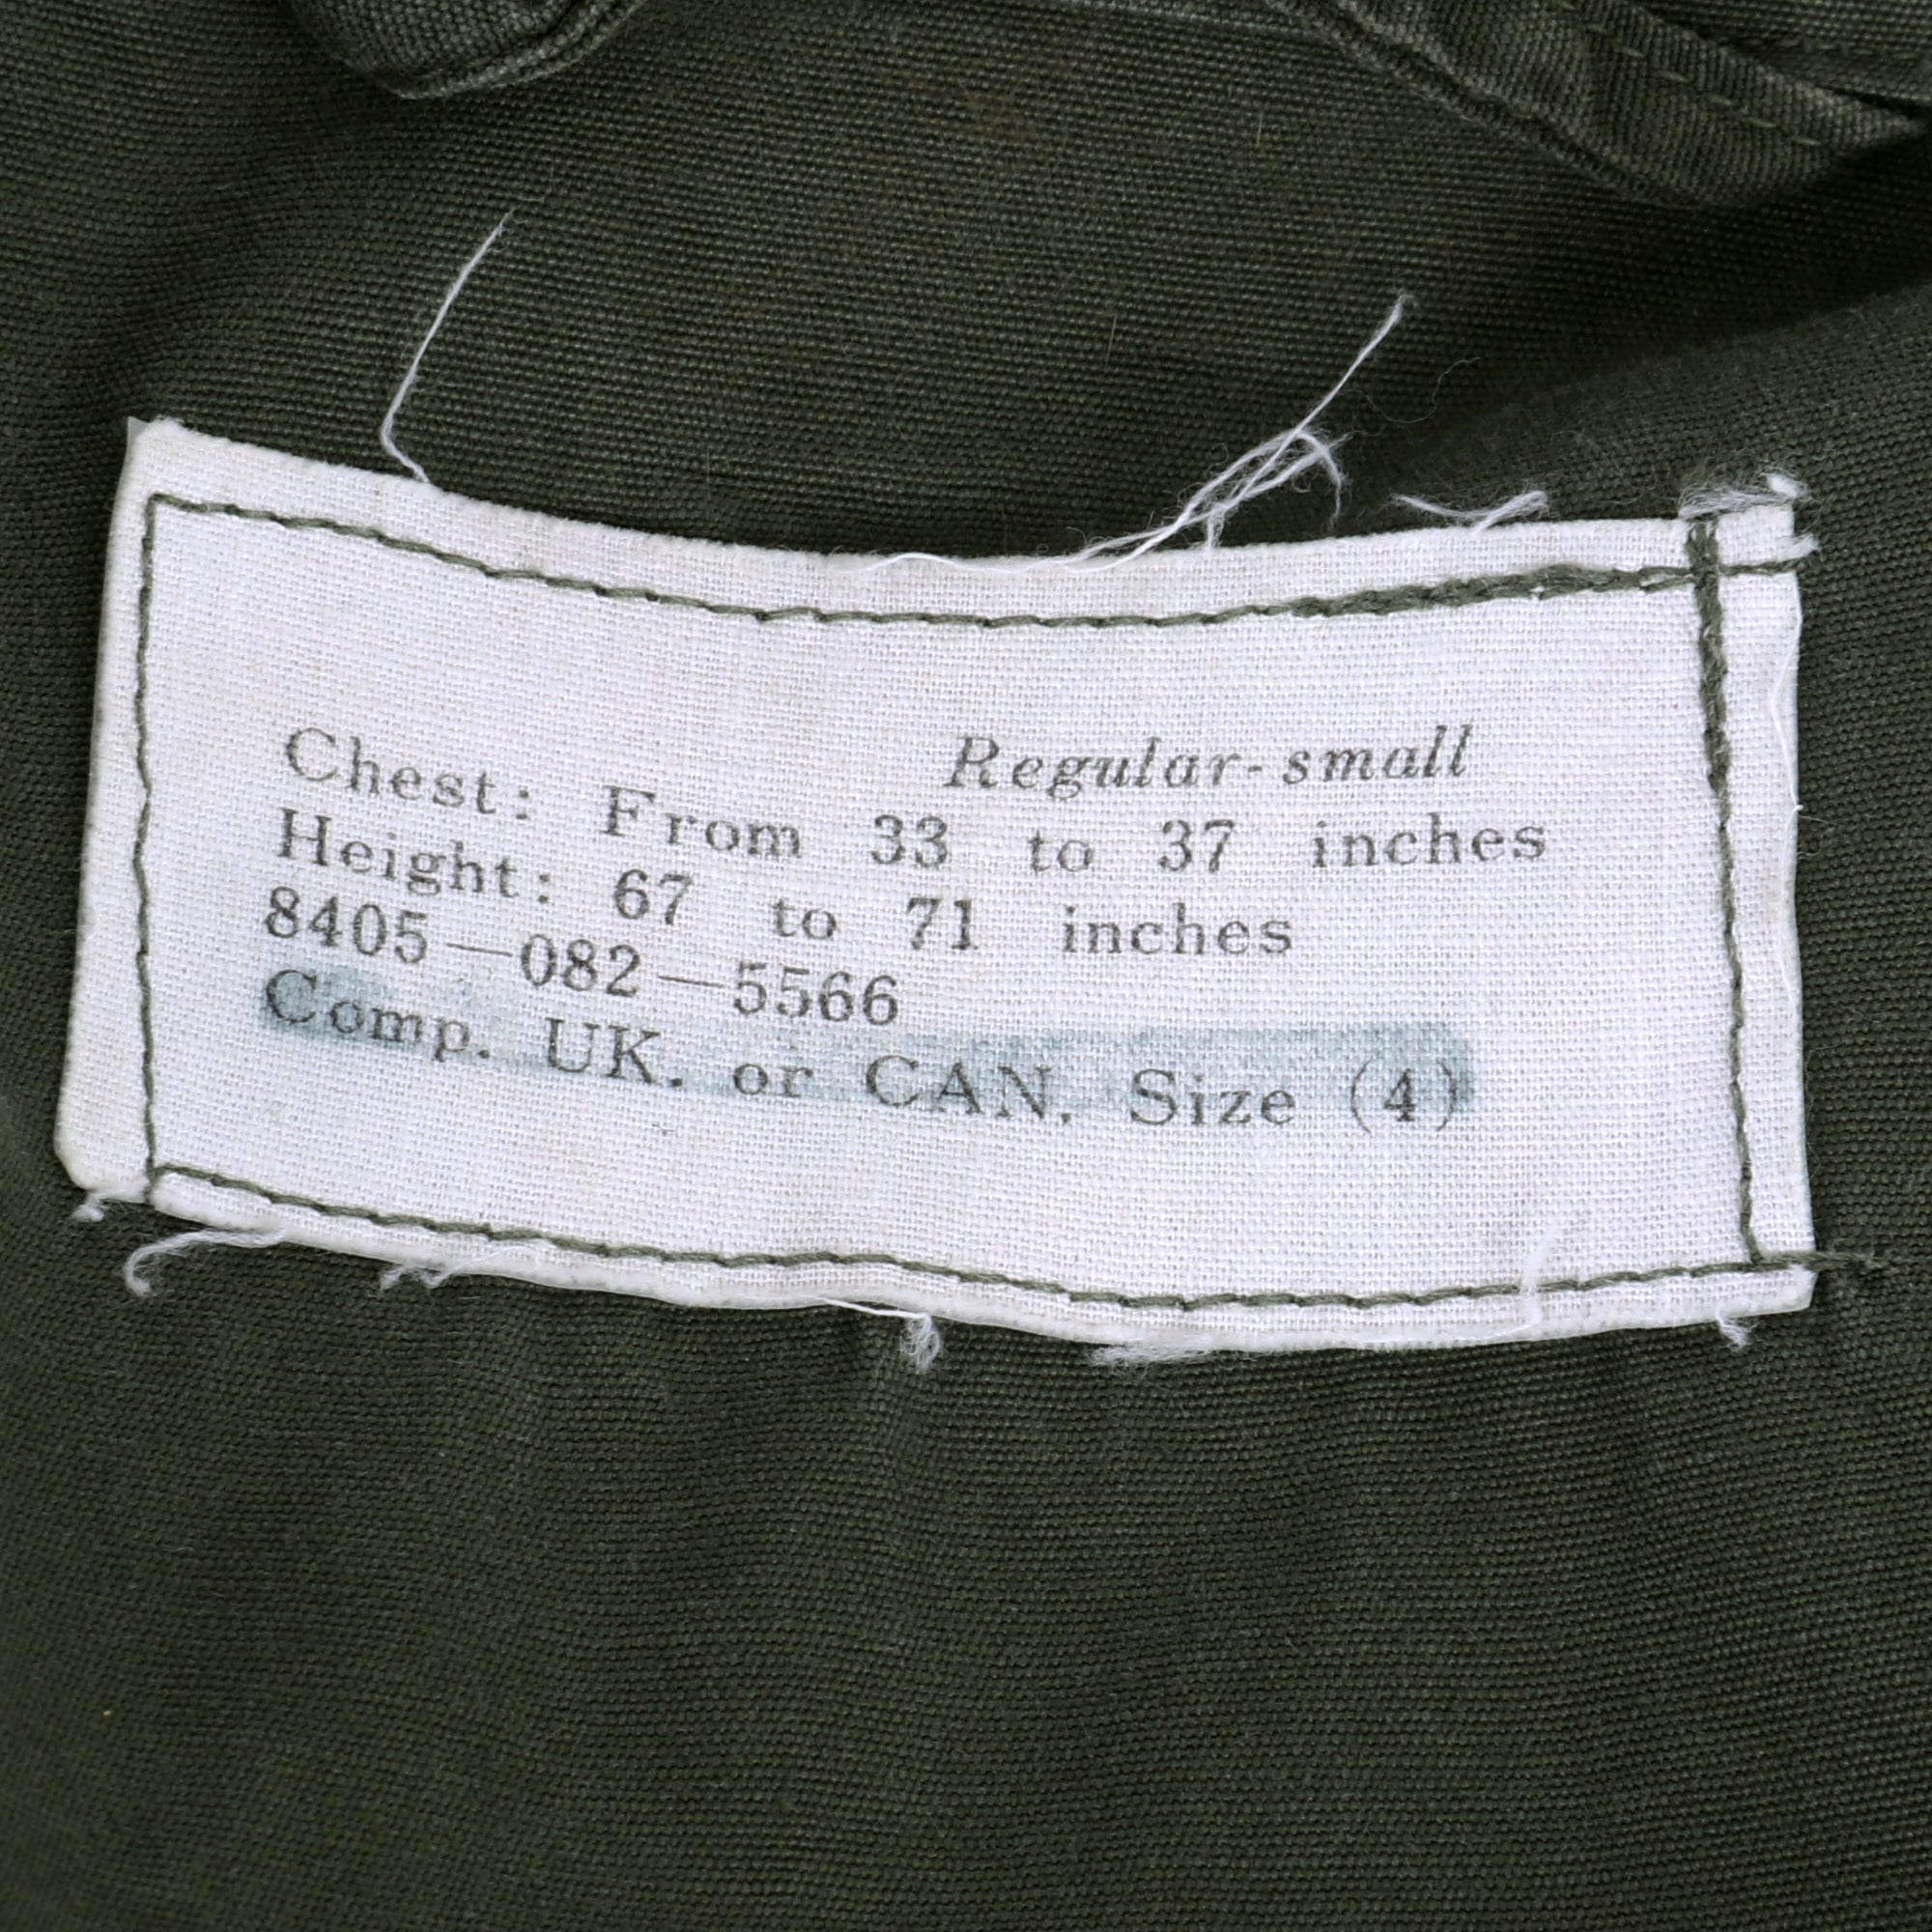 Regular-small
Chest: From 33 to 37 inches
Height: 67 to 71 inches
8405—082—5566
Comp. UK. or CAN. Size (4)